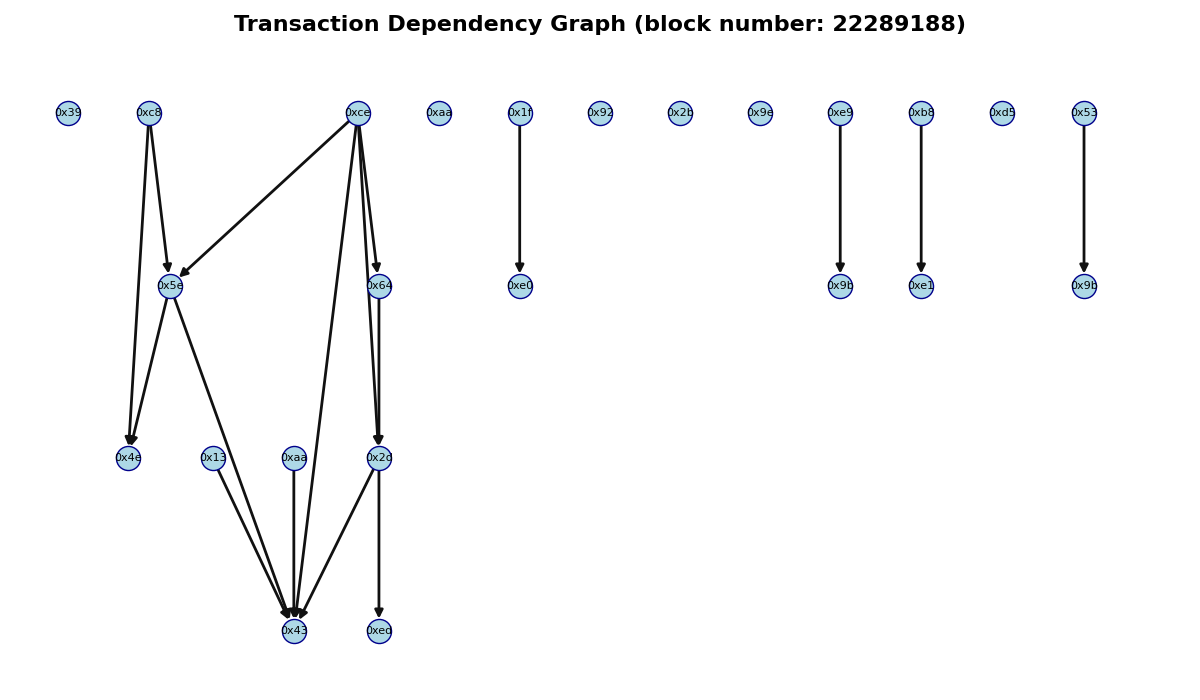 Transaction Dependency Graph (block number: 22289188)
0x39 0xc8 0xce 0xaa 0x1f 0x92 0x2b 0x9e 0xe9 0xb8 0xd5 0x53
0x5e 0x64 0xe0 0x9b 0xe1 0x9b
0x4e 0x13 0xaa 0x2d
0x43 0xed